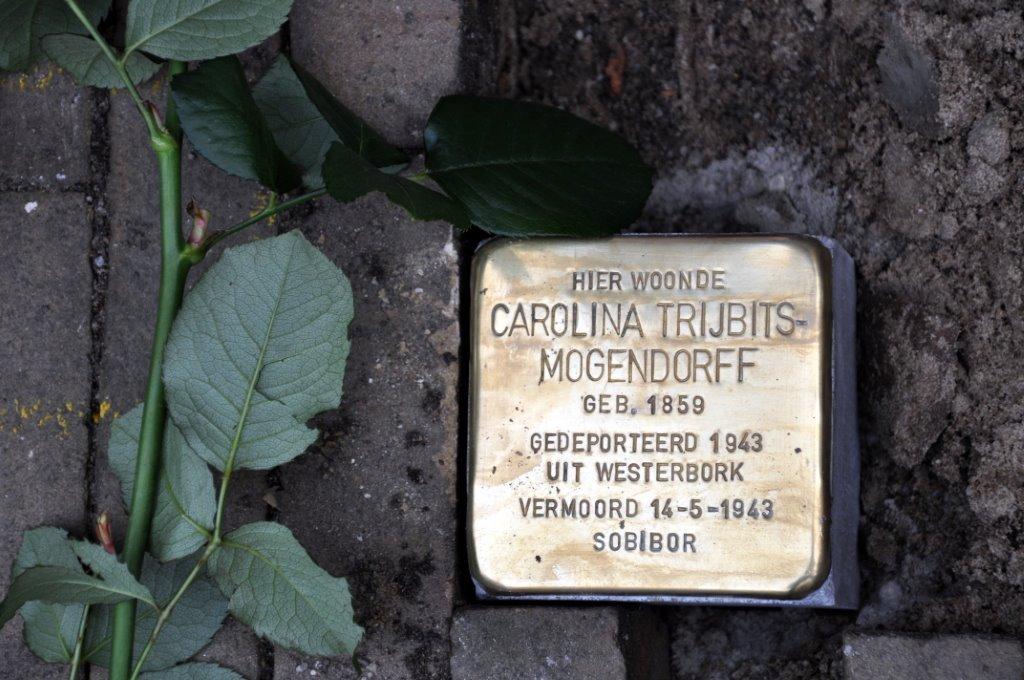 HIER WOONDE
CAROLINA TRIJBITS-
MOGENDORFF
GEB. 1859
GEDEPORTEERD 1943
UIT WESTERBORK
VERMOORD 14-5-1943
SOBIBOR